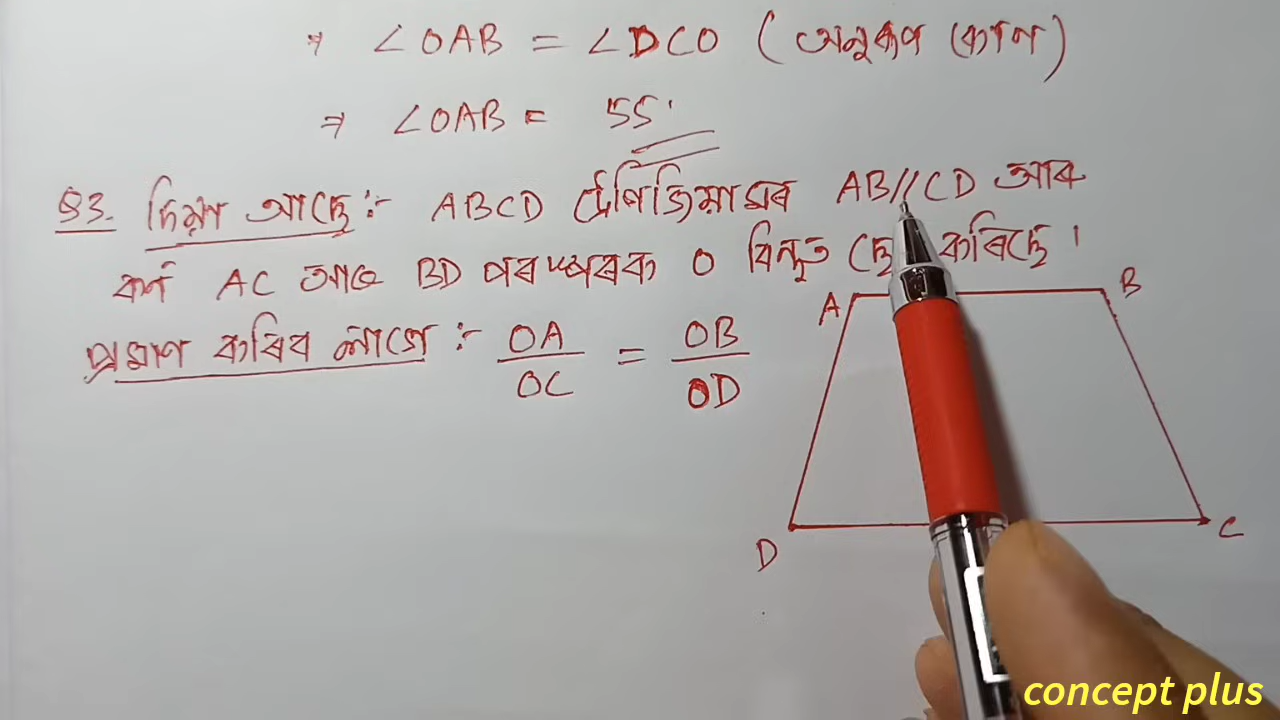 ⇒ ∠OAB = ∠DCO (অনুৰূপ কোণ)
⇒ ∠OAB = 55°
Q3. দিয়া আছে :- ABCD ট্ৰেপিজিয়ামৰ AB//CD আৰু
কৰ্ণ AC আৰু BD পৰস্পৰক O বিন্দুত ছেদ কৰিছে।
প্ৰমাণ কৰিব লাগে :- OA/OC = OB/OD
A B
D C
concept plus